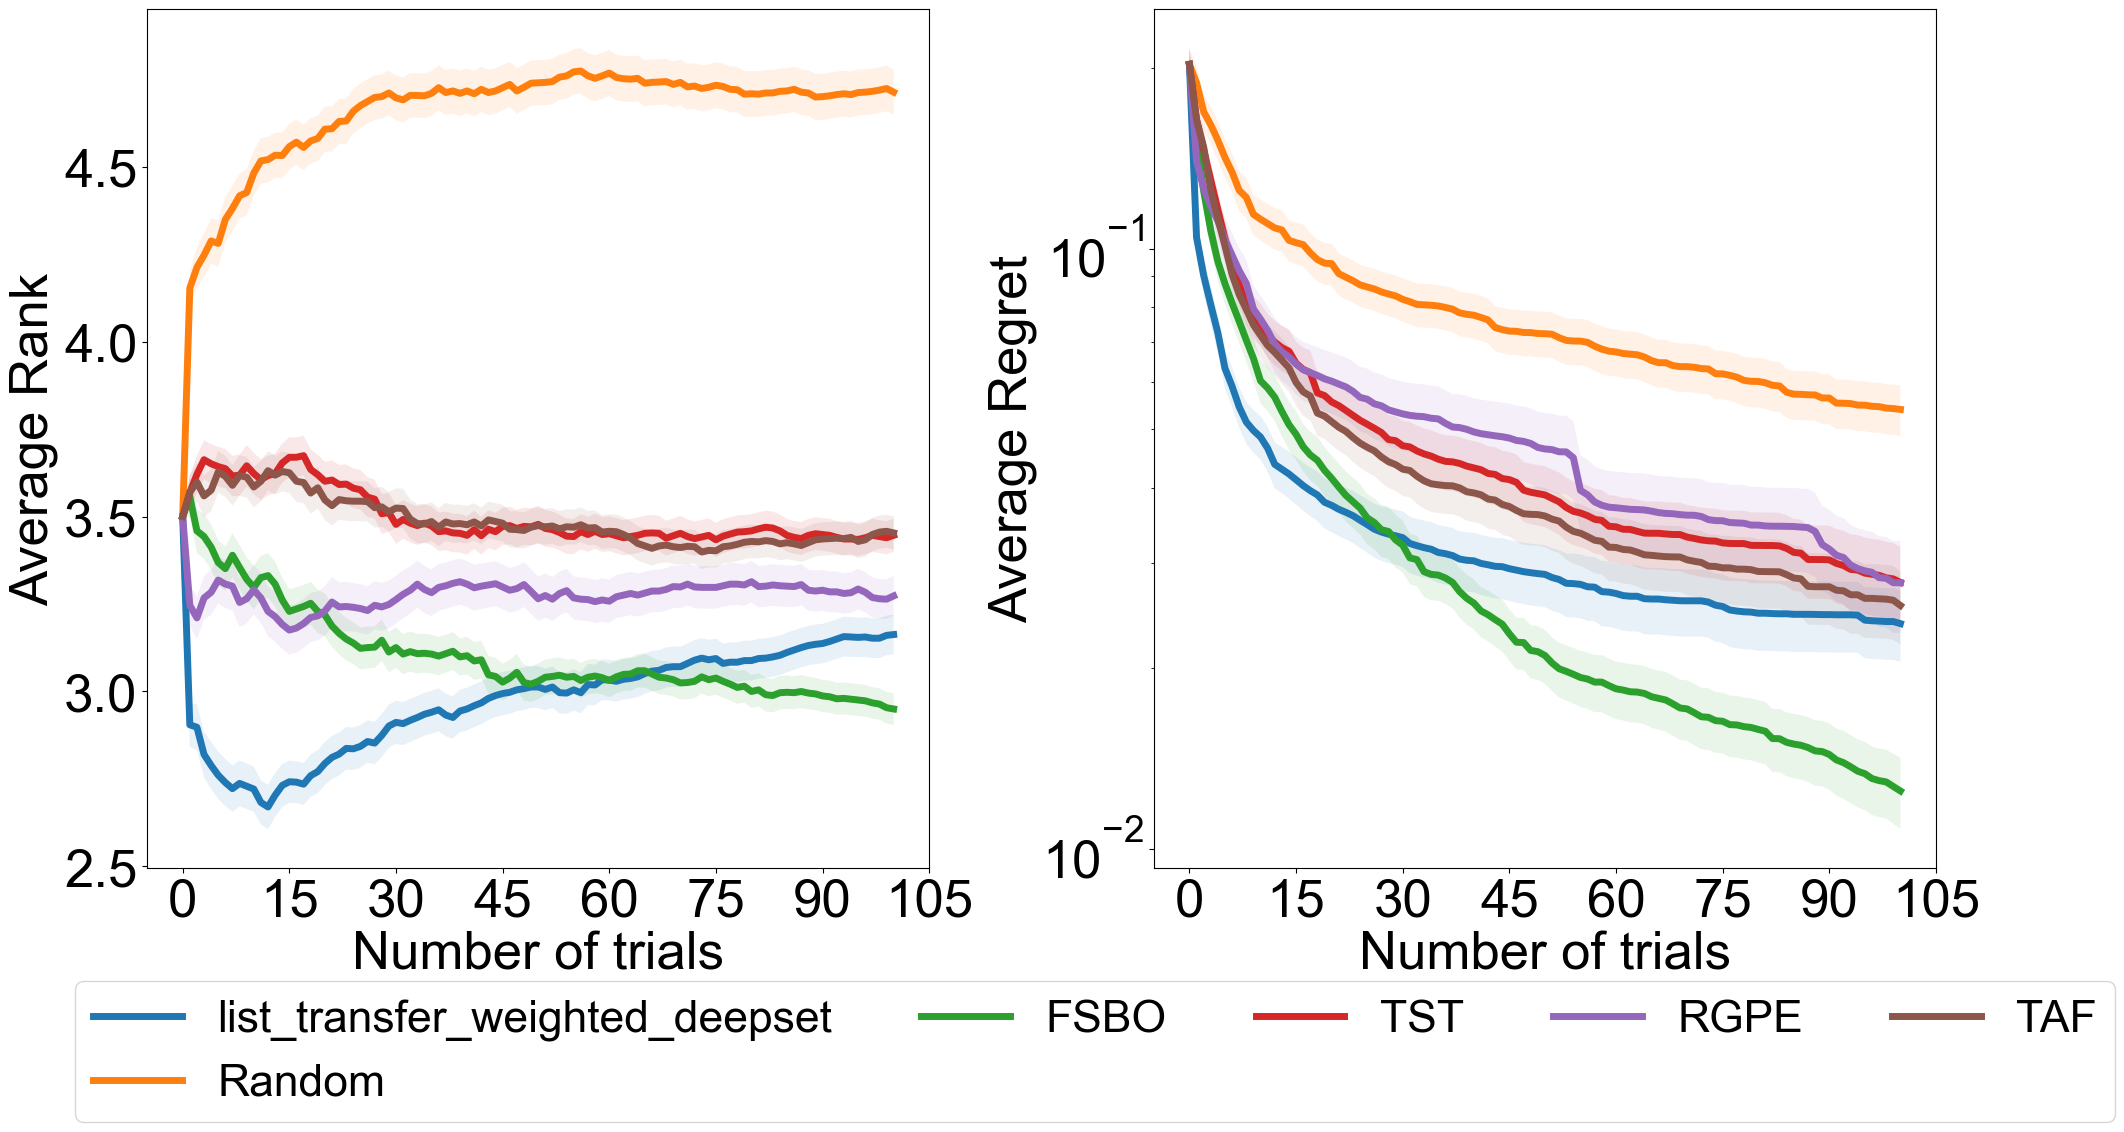 Average Rank
4.5
4.0
3.5
3.0
2.5
0 15 30 45 60 75 90 105
Number of trials
Average Regret
10⁻¹
10⁻²
0 15 30 45 60 75 90 105
Number of trials
list_transfer_weighted_deepset FSBO TST RGPE TAF
Random